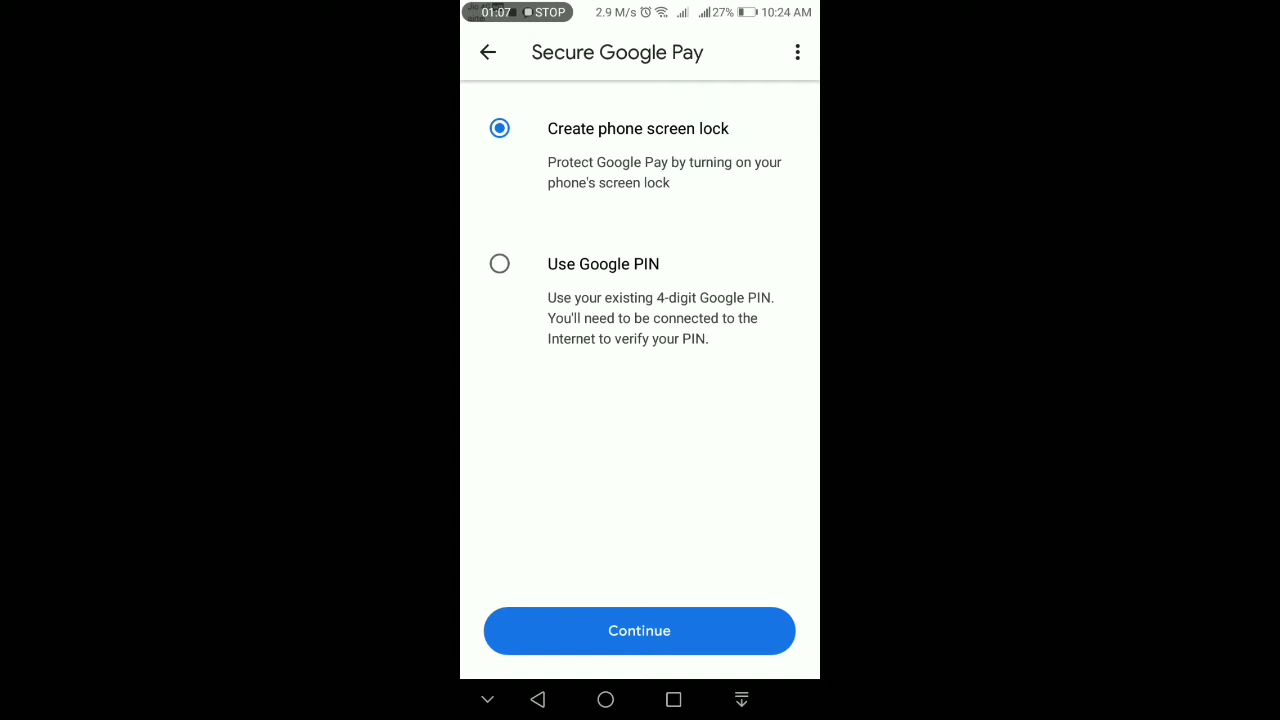 01:07 STOP 2.9 M/s 27% 10:24 AM
Secure Google Pay
Create phone screen lock
Protect Google Pay by turning on your
phone's screen lock
Use Google PIN
Use your existing 4-digit Google PIN.
You'll need to be connected to the
Internet to verify your PIN.
Continue